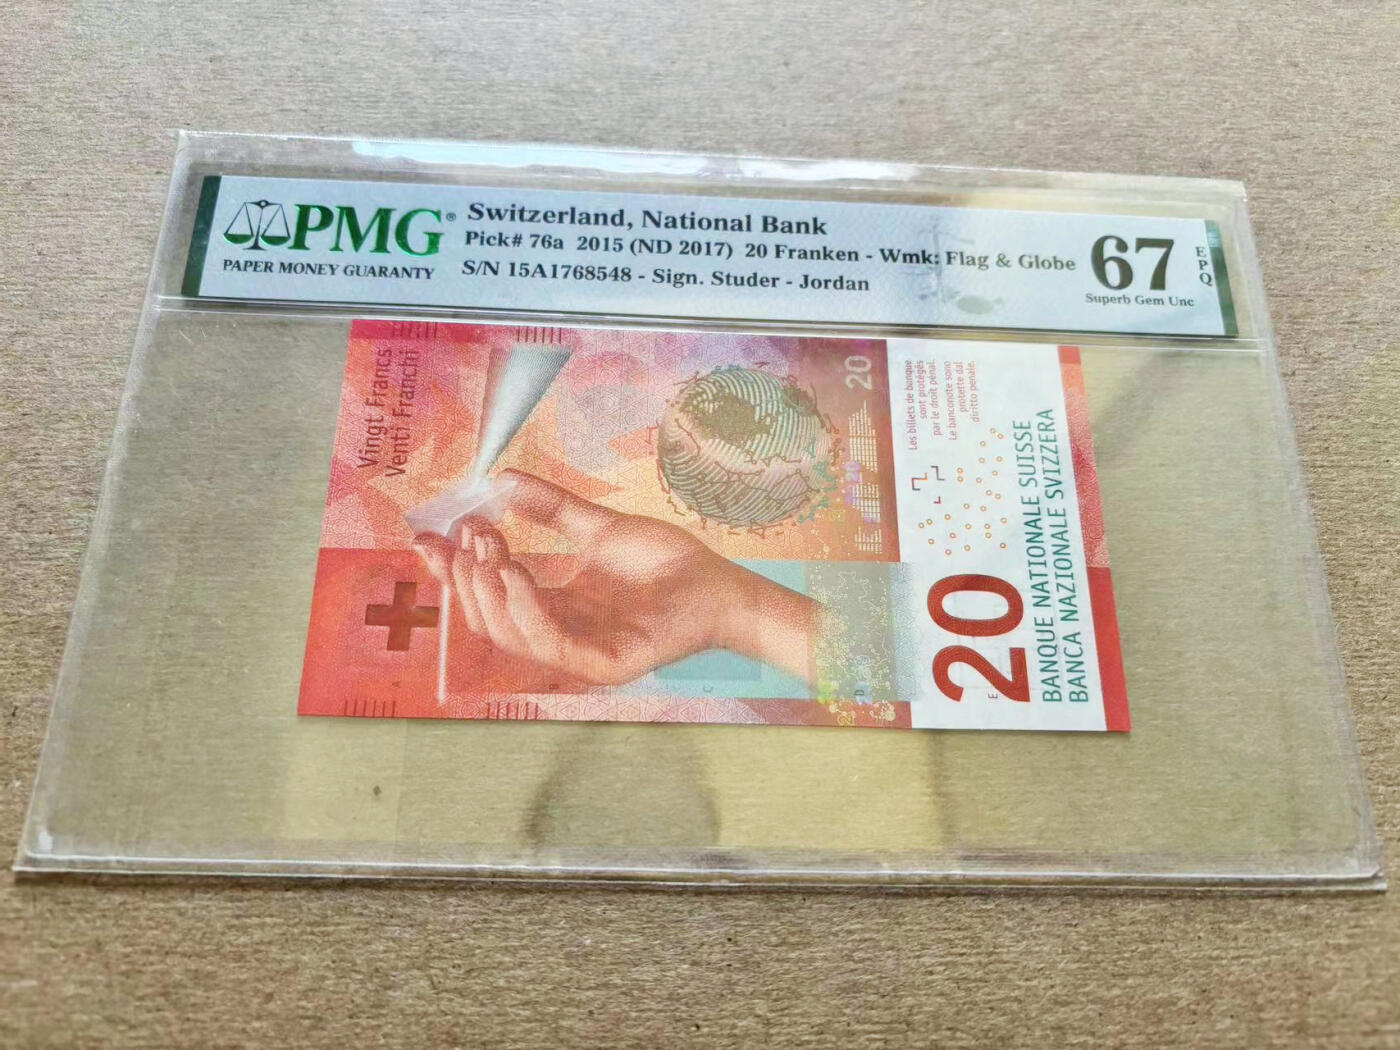 PMG®
PAPER MONEY GUARANTY
Switzerland, National Bank
Pick# 76a 2015 (ND 2017) 20 Franken - Wmk: Flag & Globe
S/N 15A1768548 - Sign. Studer - Jordan
67
Superb Gem Unc
EPQ
Vingt Francs
Venti Franchi
20
Les billets de banque
sont protégés
par le droit pénal.
Le banconote sono
protette dal
diritto penale.
20
BANQUE NATIONALE SUISSE
BANCA NAZIONALE SVIZZERA
A
B
C
D
E